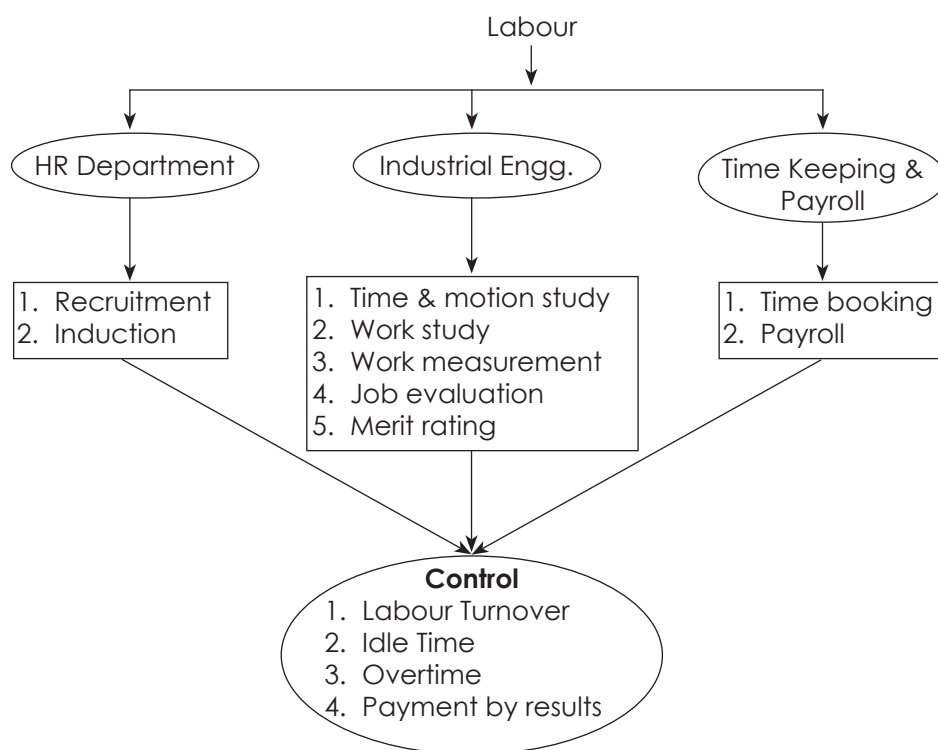 Labour
HR Department
Industrial Engg.
Time Keeping &
Payroll
1. Recruitment
2. Induction
1. Time & motion study
2. Work study
3. Work measurement
4. Job evaluation
5. Merit rating
1. Time booking
2. Payroll
Control
1. Labour Turnover
2. Idle Time
3. Overtime
4. Payment by results